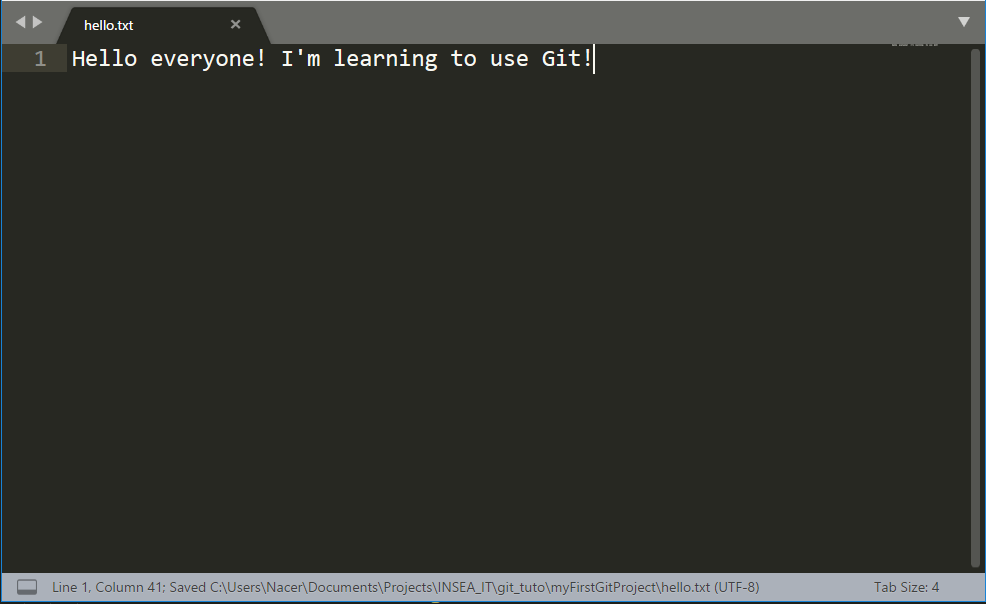 hello.txt
1 Hello everyone! I'm learning to use Git!
Line 1, Column 41; Saved C:\Users\Nacer\Documents\Projects\INSEA_IT\git_tuto\myFirstGitProject\hello.txt (UTF-8) Tab Size: 4